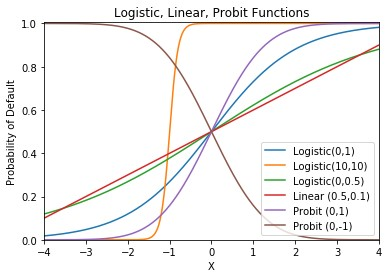 Logistic, Linear, Probit Functions
Probability of Default
1.0
0.8
0.6
0.4
0.2
0.0
Logistic(0,1)
Logistic(10,10)
Logistic(0,0.5)
Linear (0.5,0.1)
Probit (0,1)
Probit (0,-1)
−4 −3 −2 −1 0 1 2 3 4
X